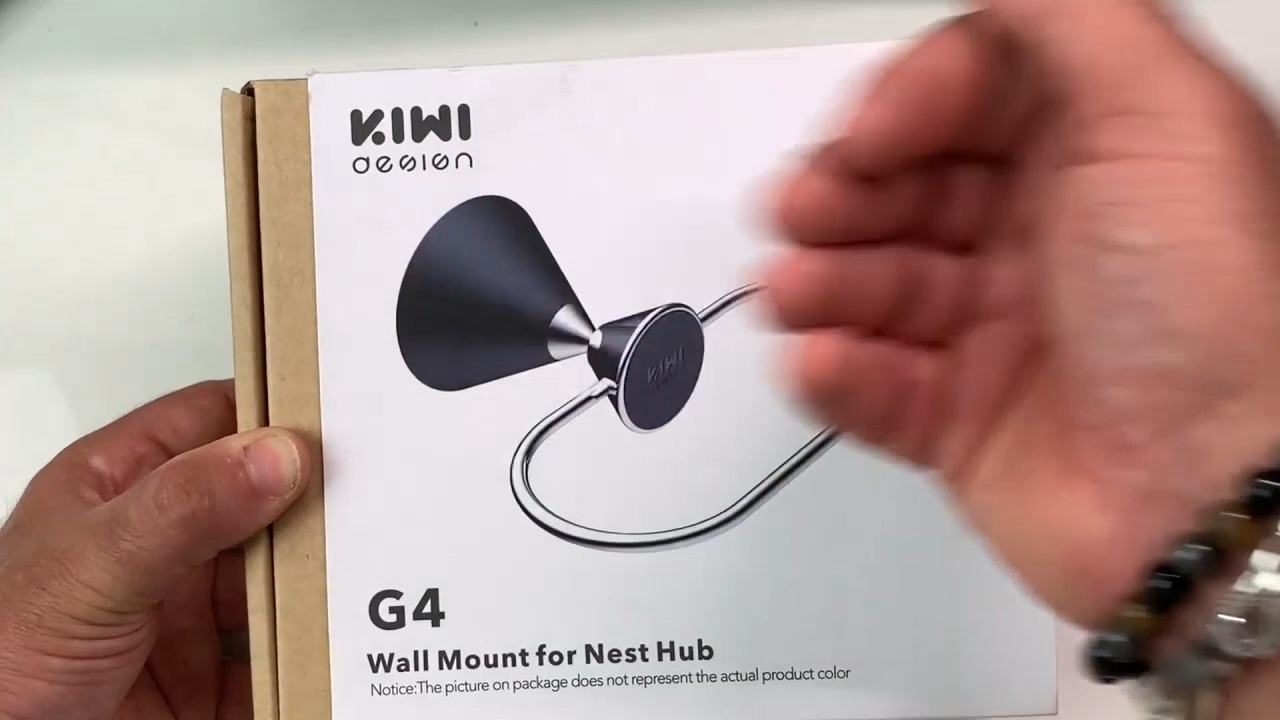 KIWI
design
KIWI
design
G4
Wall Mount for Nest Hub
Notice:The picture on package does not represent the actual product color